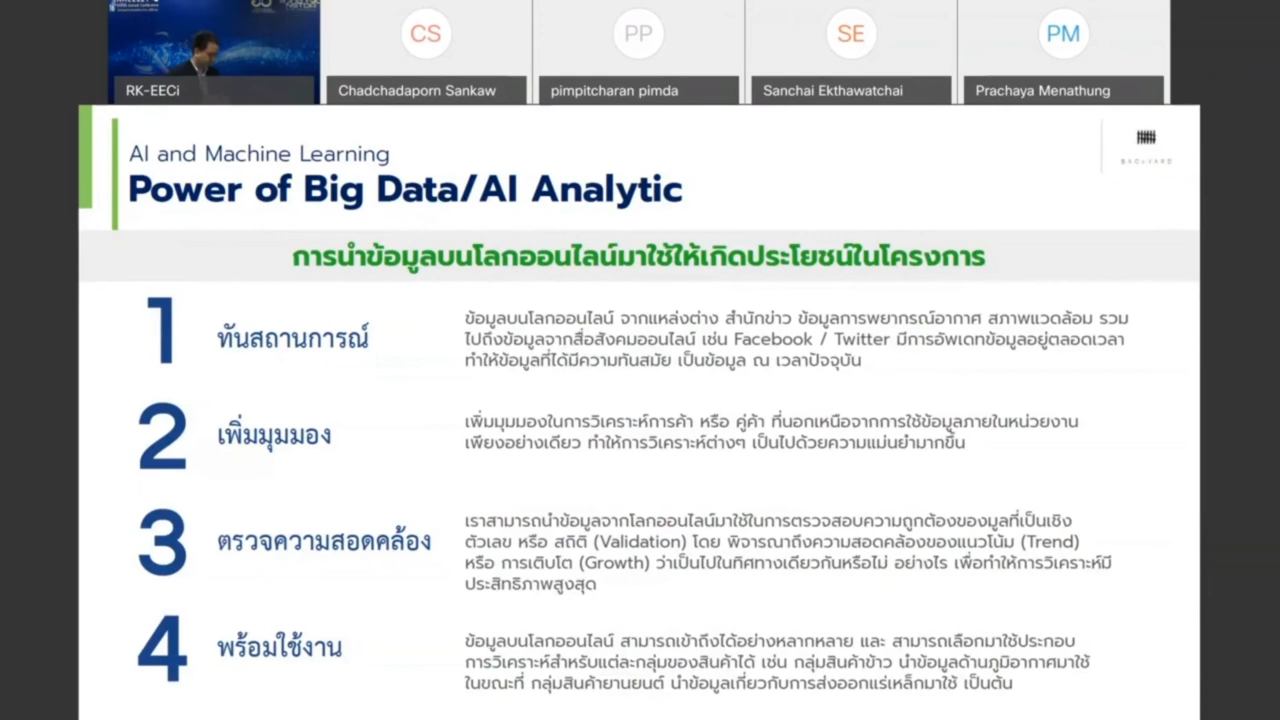 RK-EECi
CS
Chadchadaporn Sankaw
PP
pimpitcharan pimda
SE
Sanchai Ekthawatchai
PM
Prachaya Menathung
AI and Machine Learning
Power of Big Data/AI Analytic
BACKYARD
การนำข้อมูลบนโลกออนไลน์มาใช้ให้เกิดประโยชน์ในโครงการ
1
ทันสถานการณ์
ข้อมูลบนโลกออนไลน์ จากแหล่งต่าง สำนักข่าว ข้อมูลการพยากรณ์อากาศ สภาพแวดล้อม รวม
ไปถึงข้อมูลจากสื่อสังคมออนไลน์ เช่น Facebook / Twitter มีการอัพเดทข้อมูลอยู่ตลอดเวลา
ทำให้ข้อมูลที่ได้มีความทันสมัย เป็นข้อมูล ณ เวลาปัจจุบัน
2
เพิ่มมุมมอง
เพิ่มมุมมองในการวิเคราะห์การค้า หรือ คู่ค้า ที่นอกเหนือจากการใช้ข้อมูลภายในหน่วยงาน
เพียงอย่างเดียว ทำให้การวิเคราะห์ต่างๆ เป็นไปด้วยความแม่นยำมากขึ้น
3
ตรวจความสอดคล้อง
เราสามารถนำข้อมูลจากโลกออนไลน์มาใช้ในการตรวจสอบความถูกต้องของมูลที่เป็นเชิง
ตัวเลข หรือ สถิติ (Validation) โดย พิจารณาถึงความสอดคล้องของแนวโน้ม (Trend)
หรือ การเติบโต (Growth) ว่าเป็นไปในทิศทางเดียวกันหรือไม่ อย่างไร เพื่อทำให้การวิเคราะห์มี
ประสิทธิภาพสูงสุด
4
พร้อมใช้งาน
ข้อมูลบนโลกออนไลน์ สามารถเข้าถึงได้อย่างหลากหลาย และ สามารถเลือกมาใช้ประกอบ
การวิเคราะห์สำหรับแต่ละกลุ่มของสินค้าได้ เช่น กลุ่มสินค้าข้าว นำข้อมูลด้านภูมิอากาศมาใช้
ในขณะที่ กลุ่มสินค้ายานยนต์ นำข้อมูลเกี่ยวกับการส่งออกแร่เหล็กมาใช้ เป็นต้น